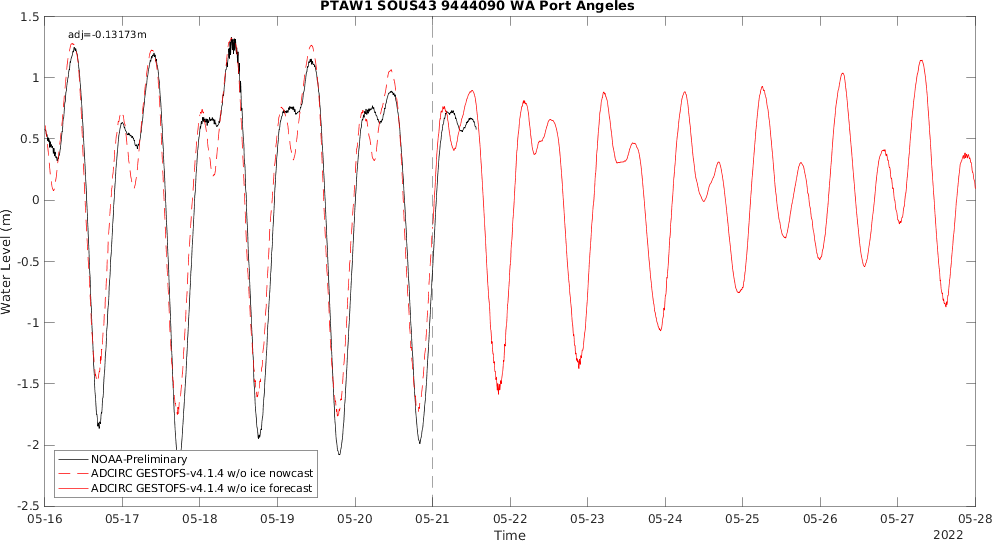 PTAW1 SOUS43 9444090 WA Port Angeles
adj=-0.13173m
1.5
1
0.5
0
-0.5
-1
-1.5
-2
-2.5
Water Level (m)
NOAA-Preliminary
ADCIRC GESTOFS-v4.1.4 w/o ice nowcast
ADCIRC GESTOFS-v4.1.4 w/o ice forecast
05-16 05-17 05-18 05-19 05-20 05-21 05-22 05-23 05-24 05-25 05-26 05-27 05-28
Time
2022